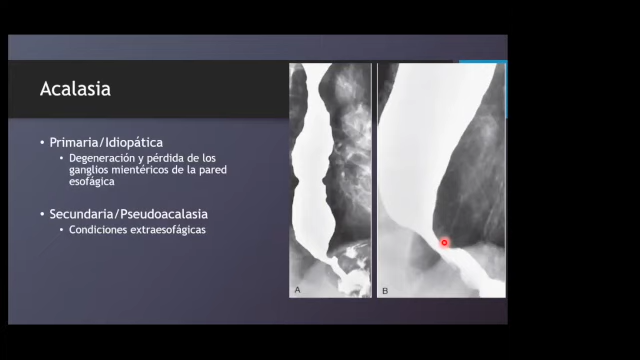 Acalasia
• Primaria/Idiopática
• Degeneración y pérdida de los
ganglios mientéricos de la pared
esofágica
• Secundaria/Pseudoacalasia
• Condiciones extraesofágicas
A
B